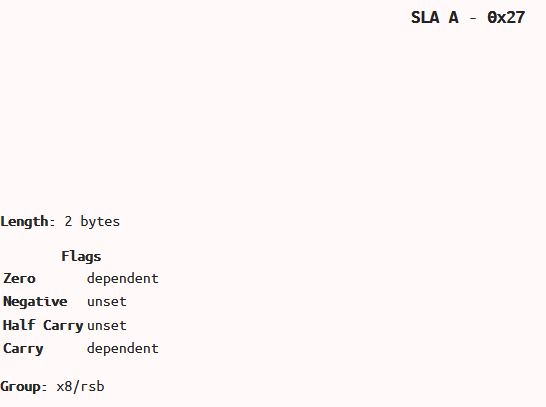 SLA A - 0x27
Length: 2 bytes
Flags
Zero dependent
Negative unset
Half Carry unset
Carry dependent
Group: x8/rsb